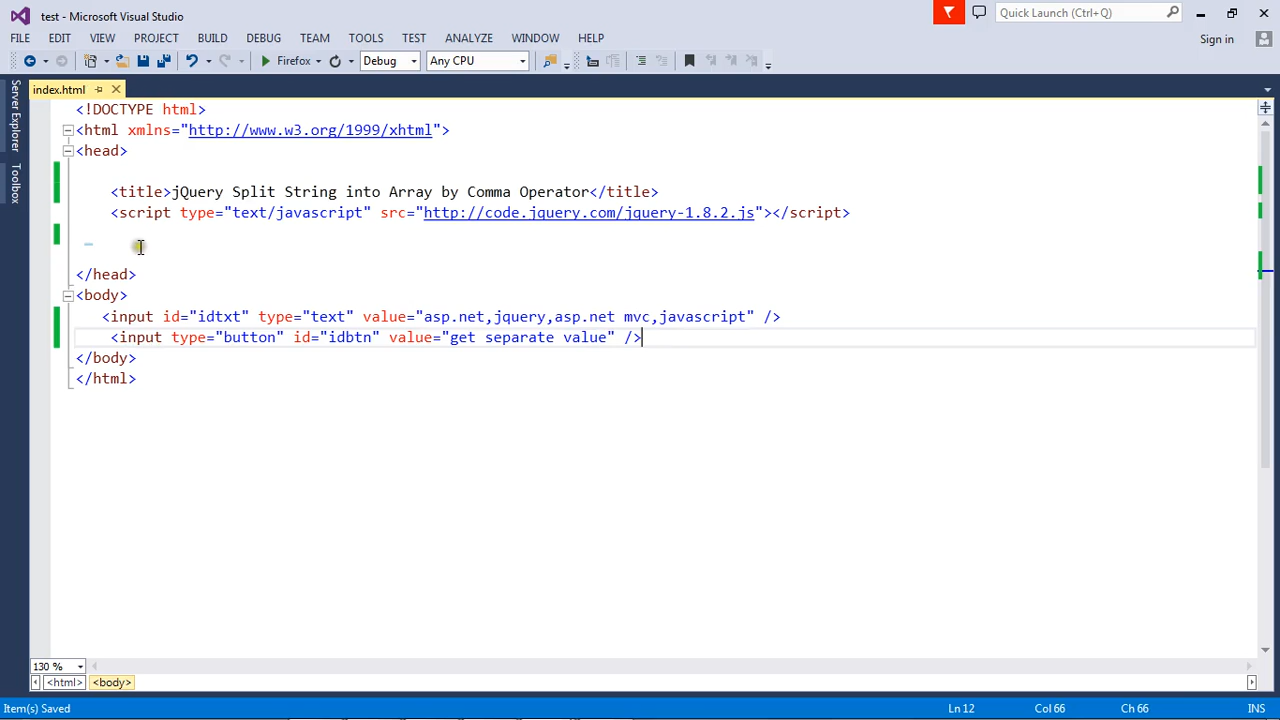 test - Microsoft Visual Studio
Quick Launch (Ctrl+Q)
FILE EDIT VIEW PROJECT BUILD DEBUG TEAM TOOLS TEST ANALYZE WINDOW HELP
Sign in
Firefox Debug Any CPU
Server Explorer
Toolbox
index.html
<!DOCTYPE html>
<html xmlns="http://www.w3.org/1999/xhtml">
<head>
<title>jQuery Split String into Array by Comma Operator</title>
<script type="text/javascript" src="http://code.jquery.com/jquery-1.8.2.js"></script>
</head>
<body>
<input id="idtxt" type="text" value="asp.net,jquery,asp.net mvc,javascript" />
<input type="button" id="idbtn" value="get separate value" />
</body>
</html>
130 %
<html> <body>
Item(s) Saved Ln 12 Col 66 Ch 66 INS